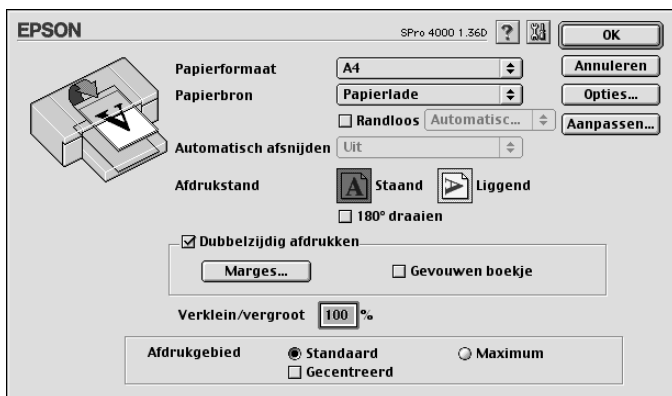 EPSON
SPro 4000 1.36D
?
OK
Papierformaat
A4
Annuleren
Papierbron
Papierlade
Opties...
Randloos
Automatisc...
Aanpassen...
Automatisch afsnijden
Uit
Afdrukstand
A
Staand
A
Liggend
180° draaien
Dubbelzijdig afdrukken
Marges...
Gevouwen boekje
Verklein/vergroot
100 %
Afdrukgebied
Standaard
Maximum
Gecentreerd